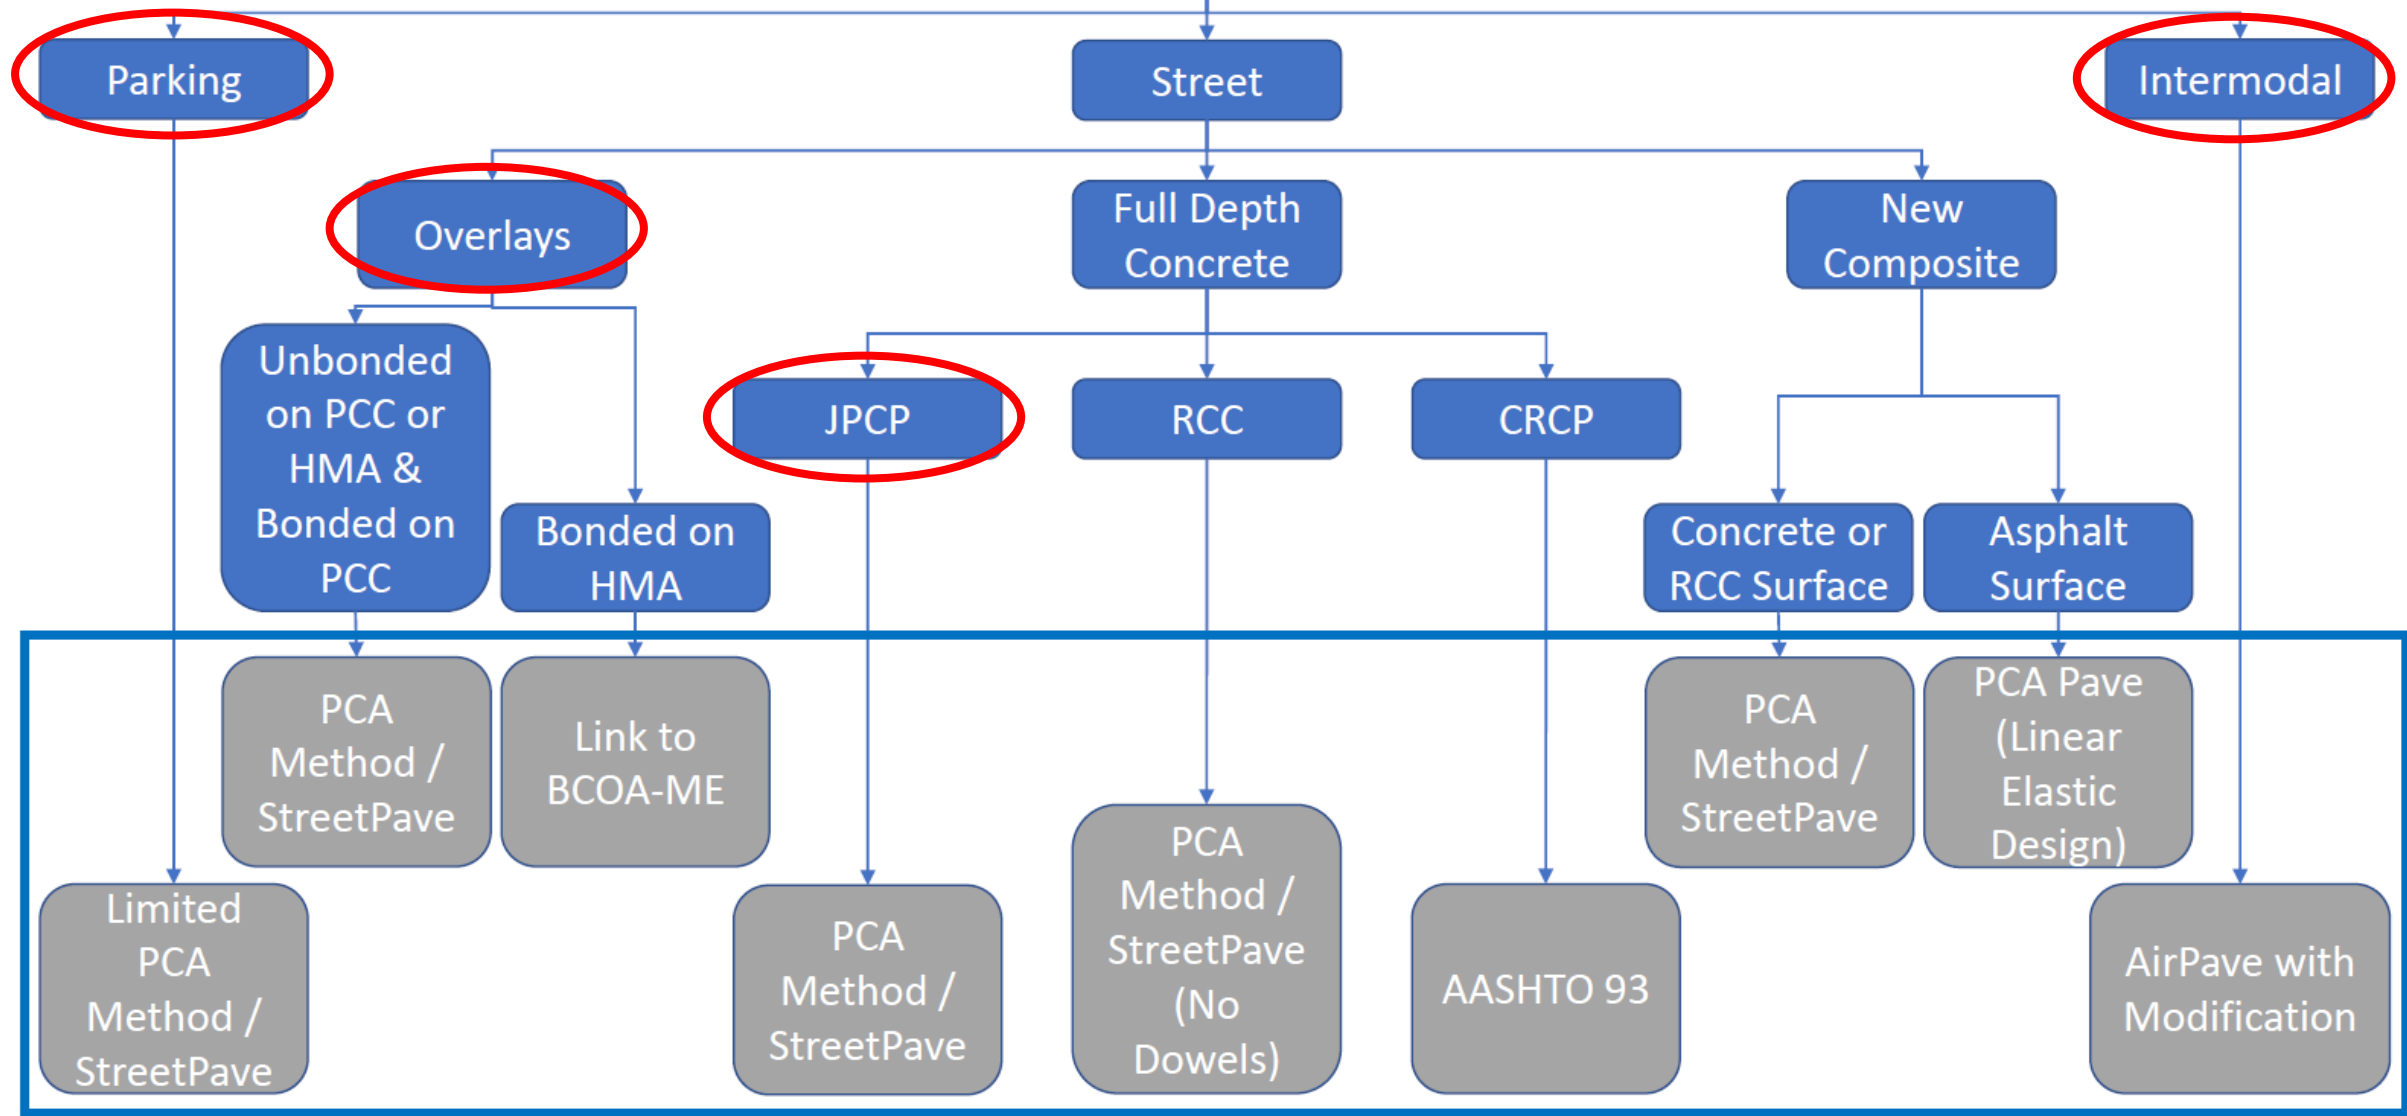 Parking
Street
Intermodal
Overlays
Full Depth
Concrete
New
Composite
Unbonded
on PCC or
HMA &
Bonded on
PCC
Bonded on
HMA
JPCP
RCC
CRCP
Concrete or
RCC Surface
Asphalt
Surface
PCA
Method /
StreetPave
Link to
BCOA-ME
PCA
Method /
StreetPave
PCA Pave
(Linear
Elastic
Design)
Limited
PCA
Method /
StreetPave
PCA
Method /
StreetPave
PCA
Method /
StreetPave
(No
Dowels)
AASHTO 93
AirPave with
Modification